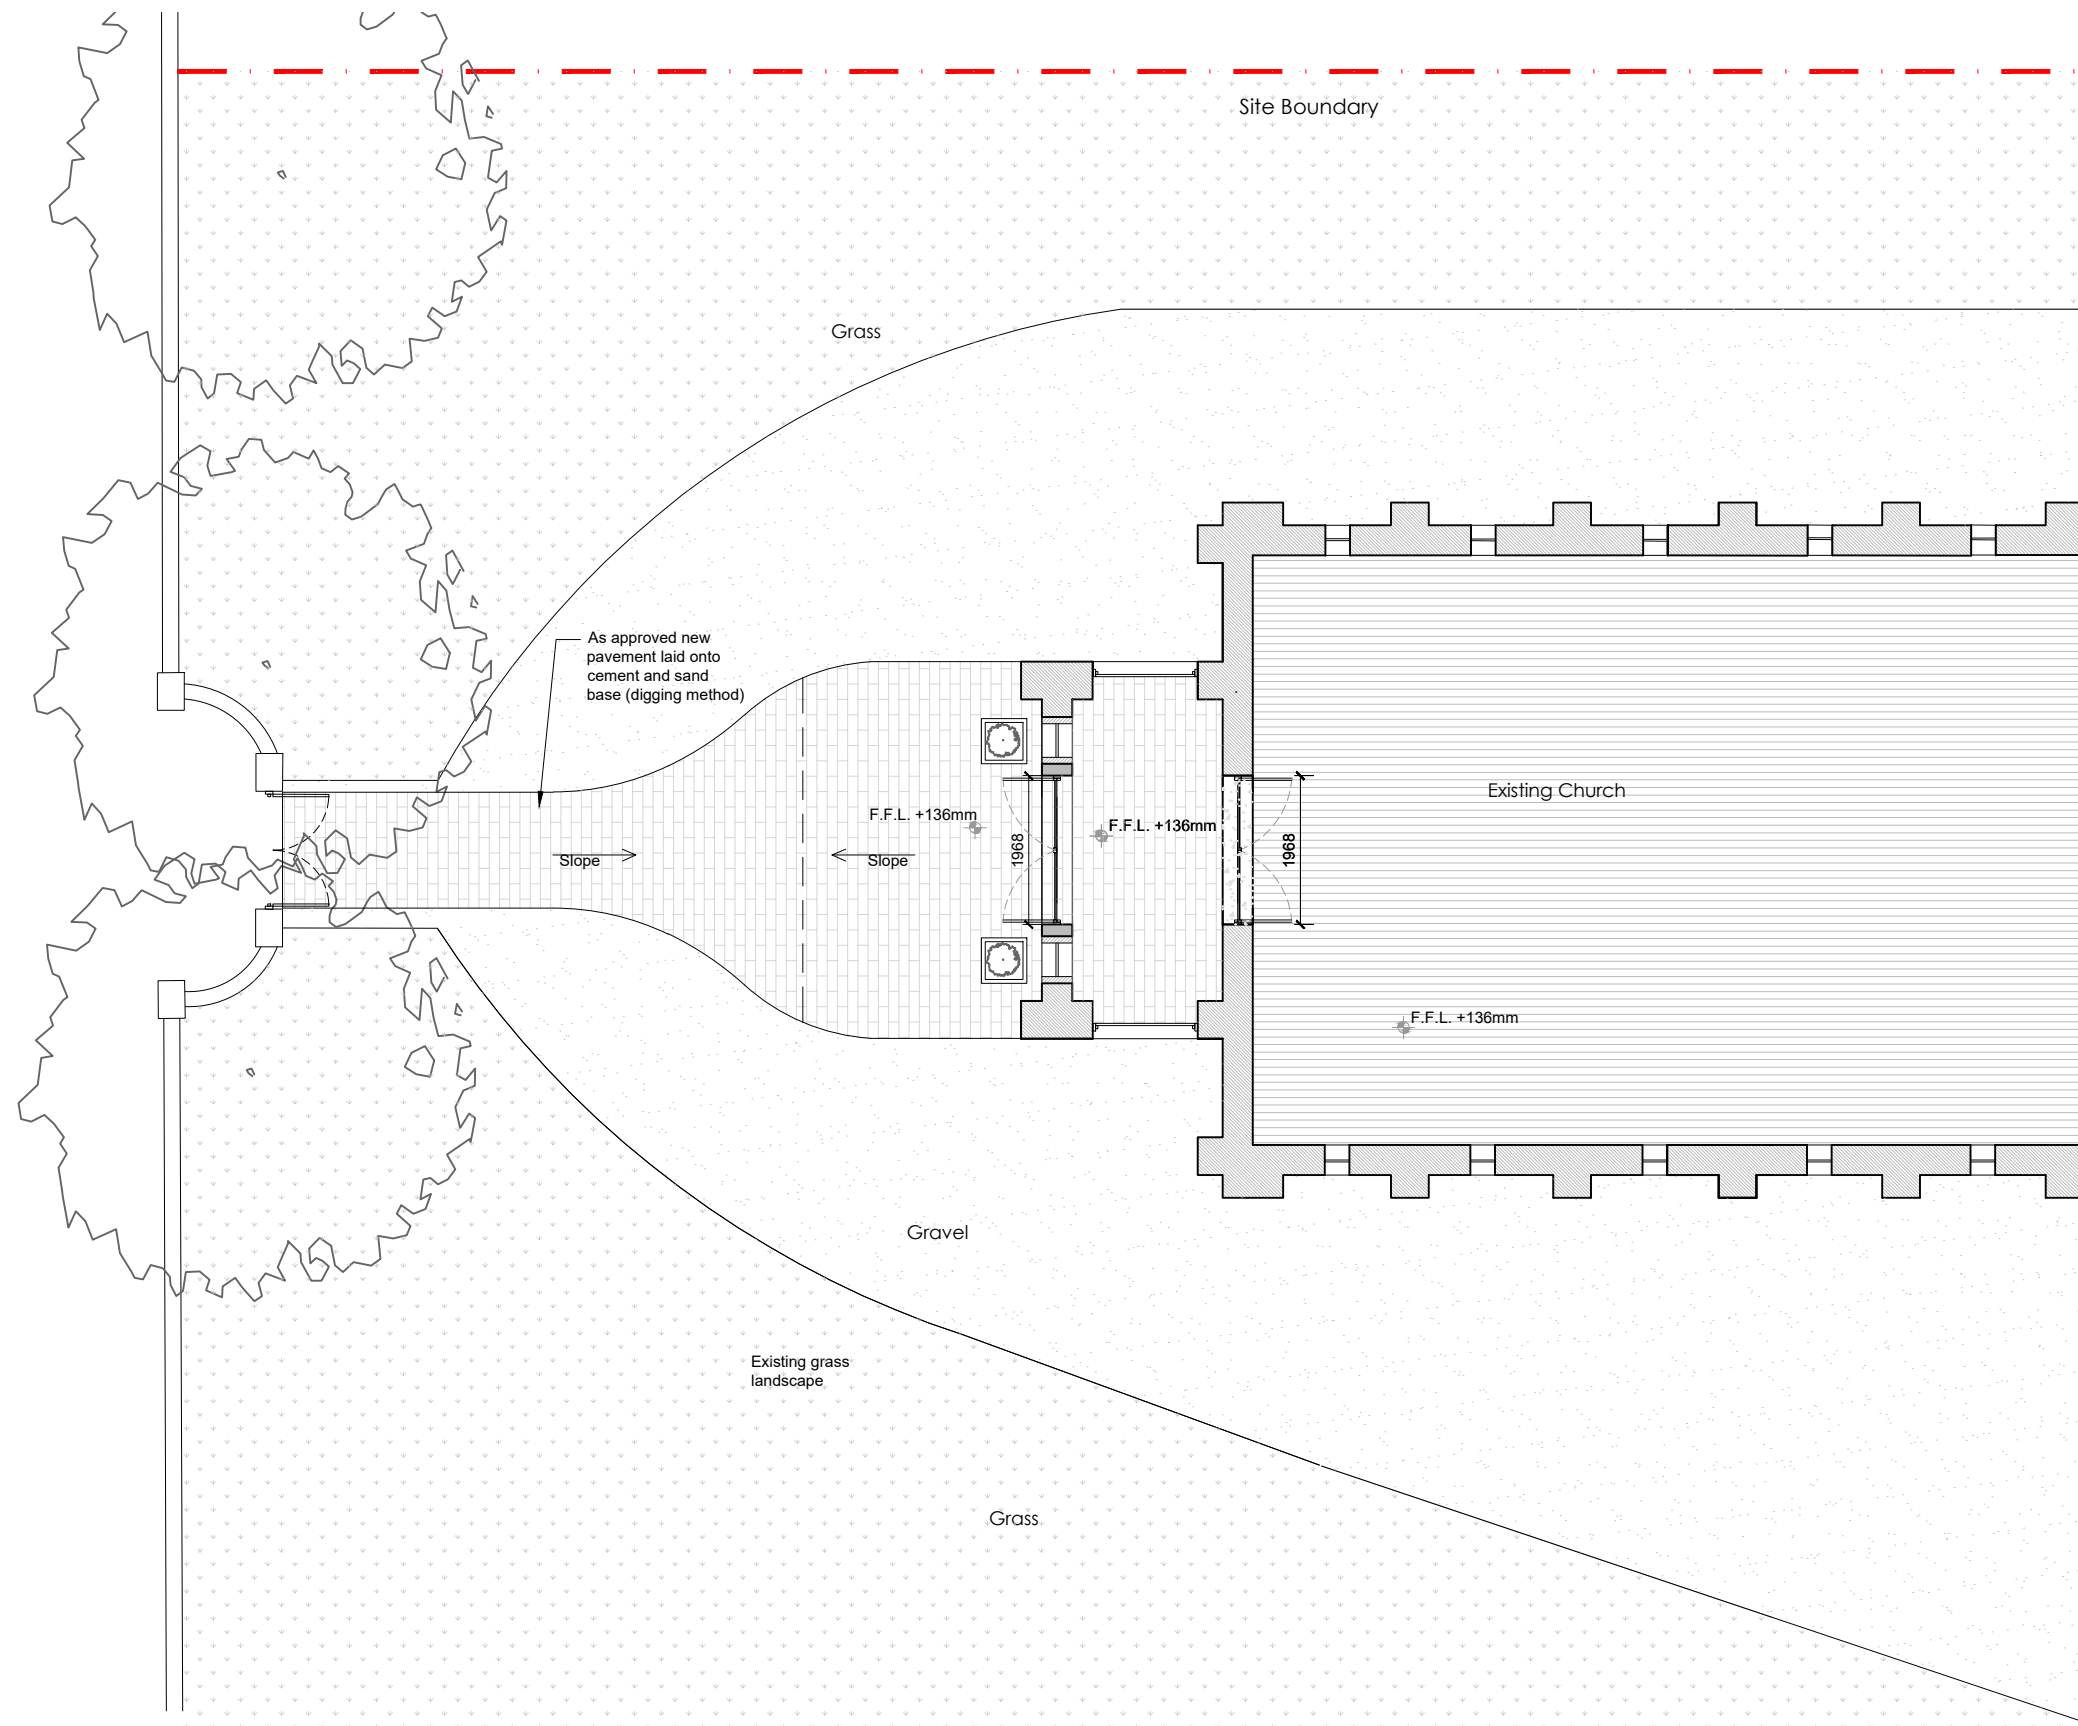 Site Boundary
Grass
As approved new
pavement laid onto
cement and sand
base (digging method)
Existing Church
F.F.L. +136mm
F.F.L. +136mm
1968
1968
Slope
Slope
F.F.L. +136mm
Gravel
Existing grass
landscape
Grass